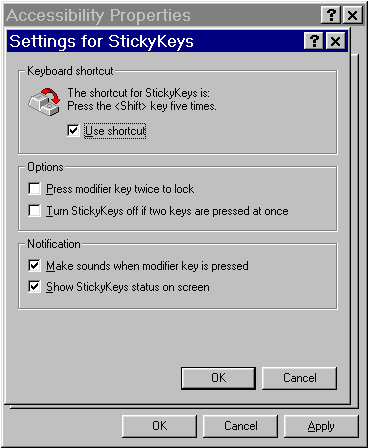 Accessibility Properties
Settings for StickyKeys
Keyboard shortcut
The shortcut for StickyKeys is:
Press the <Shift> key five times.
Use shortcut
Options
Press modifier key twice to lock
Turn StickyKeys off if two keys are pressed at once
Notification
Make sounds when modifier key is pressed
Show StickyKeys status on screen
OK Cancel
OK Cancel Apply